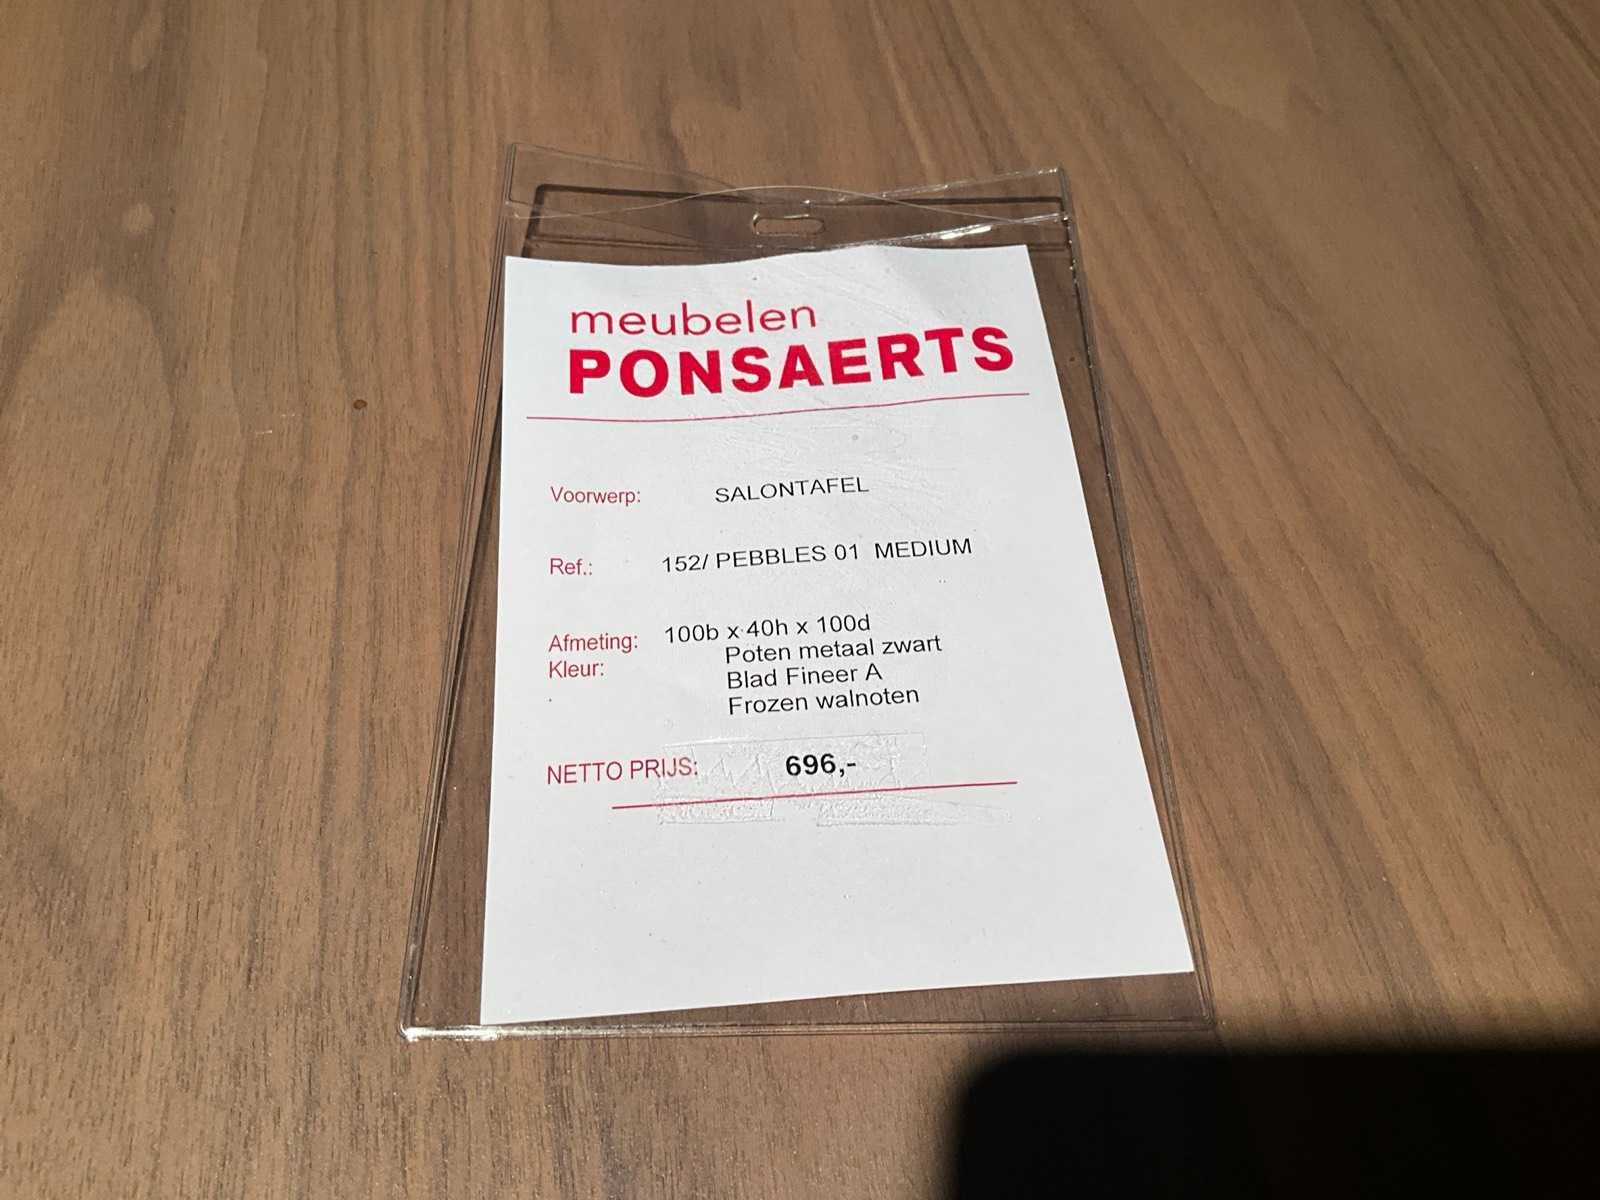 meubelen
PONSAERTS
Voorwerp: SALONTAFEL
Ref.: 152/ PEBBLES 01 MEDIUM
Afmeting: 100b x 40h x 100d
Kleur: Poten metaal zwart
Blad Fineer A
Frozen walnoten
NETTO PRIJS: 696,-